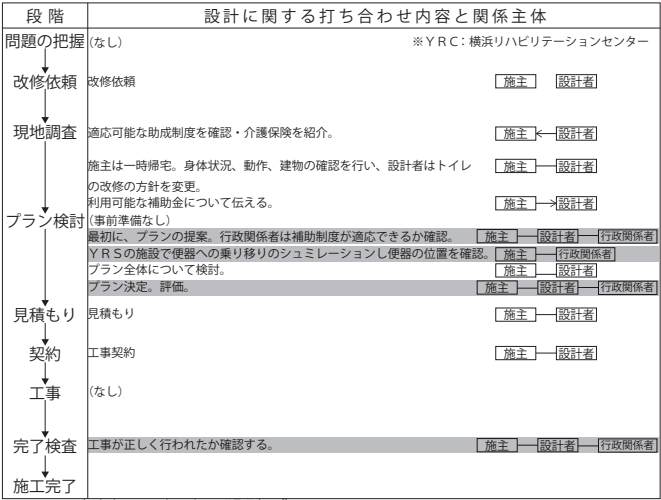 段階 設計に関する打ち合わせ内容と関係主体
問題の把握 (なし) ※YRC:横浜リハビリテーションセンター
改修依頼 改修依頼 施主 設計者
現地調査 適応可能な助成制度を確認・介護保険を紹介。 施主 設計者
施主は一時帰宅。身体状況、動作、建物の確認を行い、設計者はトイレ 施主 設計者
の改修の方針を変更。
利用可能な補助金について伝える。 施主 設計者
プラン検討 (事前準備なし)
最初に、プランの提案。行政関係者は補助制度が適応できるか確認。 施主 設計者 行政関係者
YRSの施設で便器への乗り移りのシュミレーションし便器の位置を確認。 施主 行政関係者
プラン全体について検討。 施主 設計者
プラン決定。評価。 施主 設計者 行政関係者
見積もり 見積もり 施主 設計者
契約 工事契約 施主 設計者
工事 (なし)
完了検査 工事が正しく行われたか確認する。 施主 設計者 行政関係者
施工完了